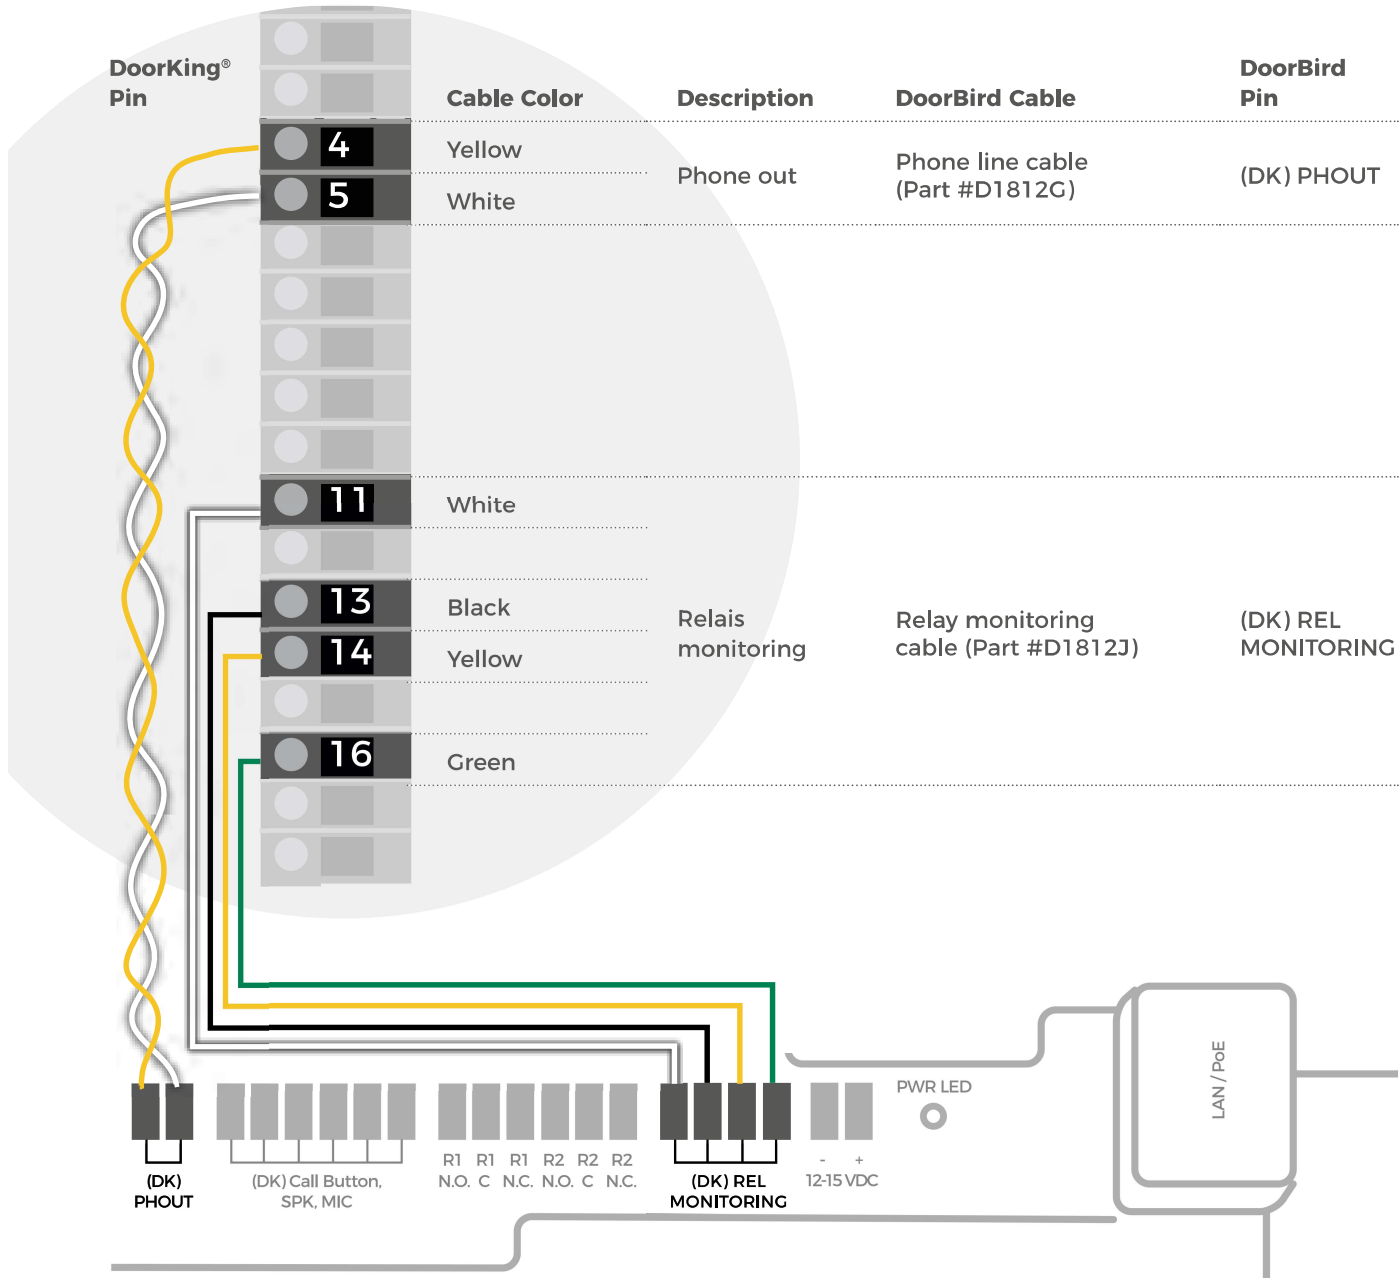 DoorKing®
Pin
Cable Color
Description
DoorBird Cable
DoorBird
Pin
4
Yellow
5
White
Phone out
Phone line cable
(Part #D1812G)
(DK) PHOUT
11
White
13
Black
14
Yellow
16
Green
Relais
monitoring
Relay monitoring
cable (Part #D1812J)
(DK) REL
MONITORING
LAN / PoE
PWR LED
(DK)
PHOUT
(DK) Call Button,
SPK, MIC
R1 R1 R1 R2 R2 R2
N.O. C N.C. N.O. C N.C.
(DK) REL
MONITORING
- +
12-15 VDC